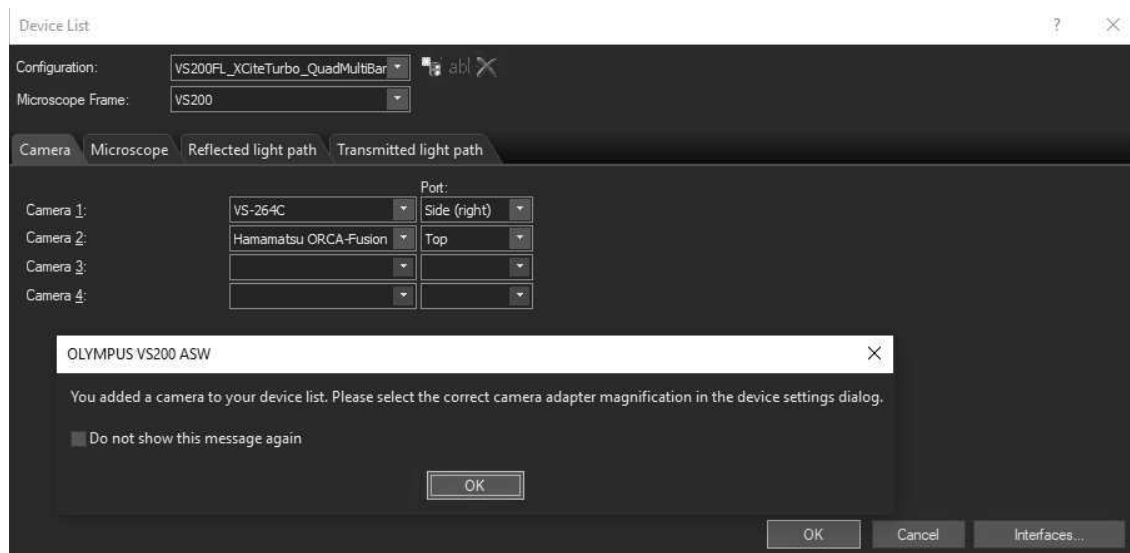 Device List ?
Configuration: VS200FL_XCiteTurbo_QuadMultiBar abl
Microscope Frame: VS200
Camera Microscope Reflected light path Transmitted light path
Port:
Camera 1: VS-264C Side (right)
Camera 2: Hamamatsu ORCA-Fusion Top
Camera 3:
Camera 4:
OLYMPUS VS200 ASW
You added a camera to your device list. Please select the correct camera adapter magnification in the device settings dialog.
Do not show this message again
OK
OK Cancel Interfaces...